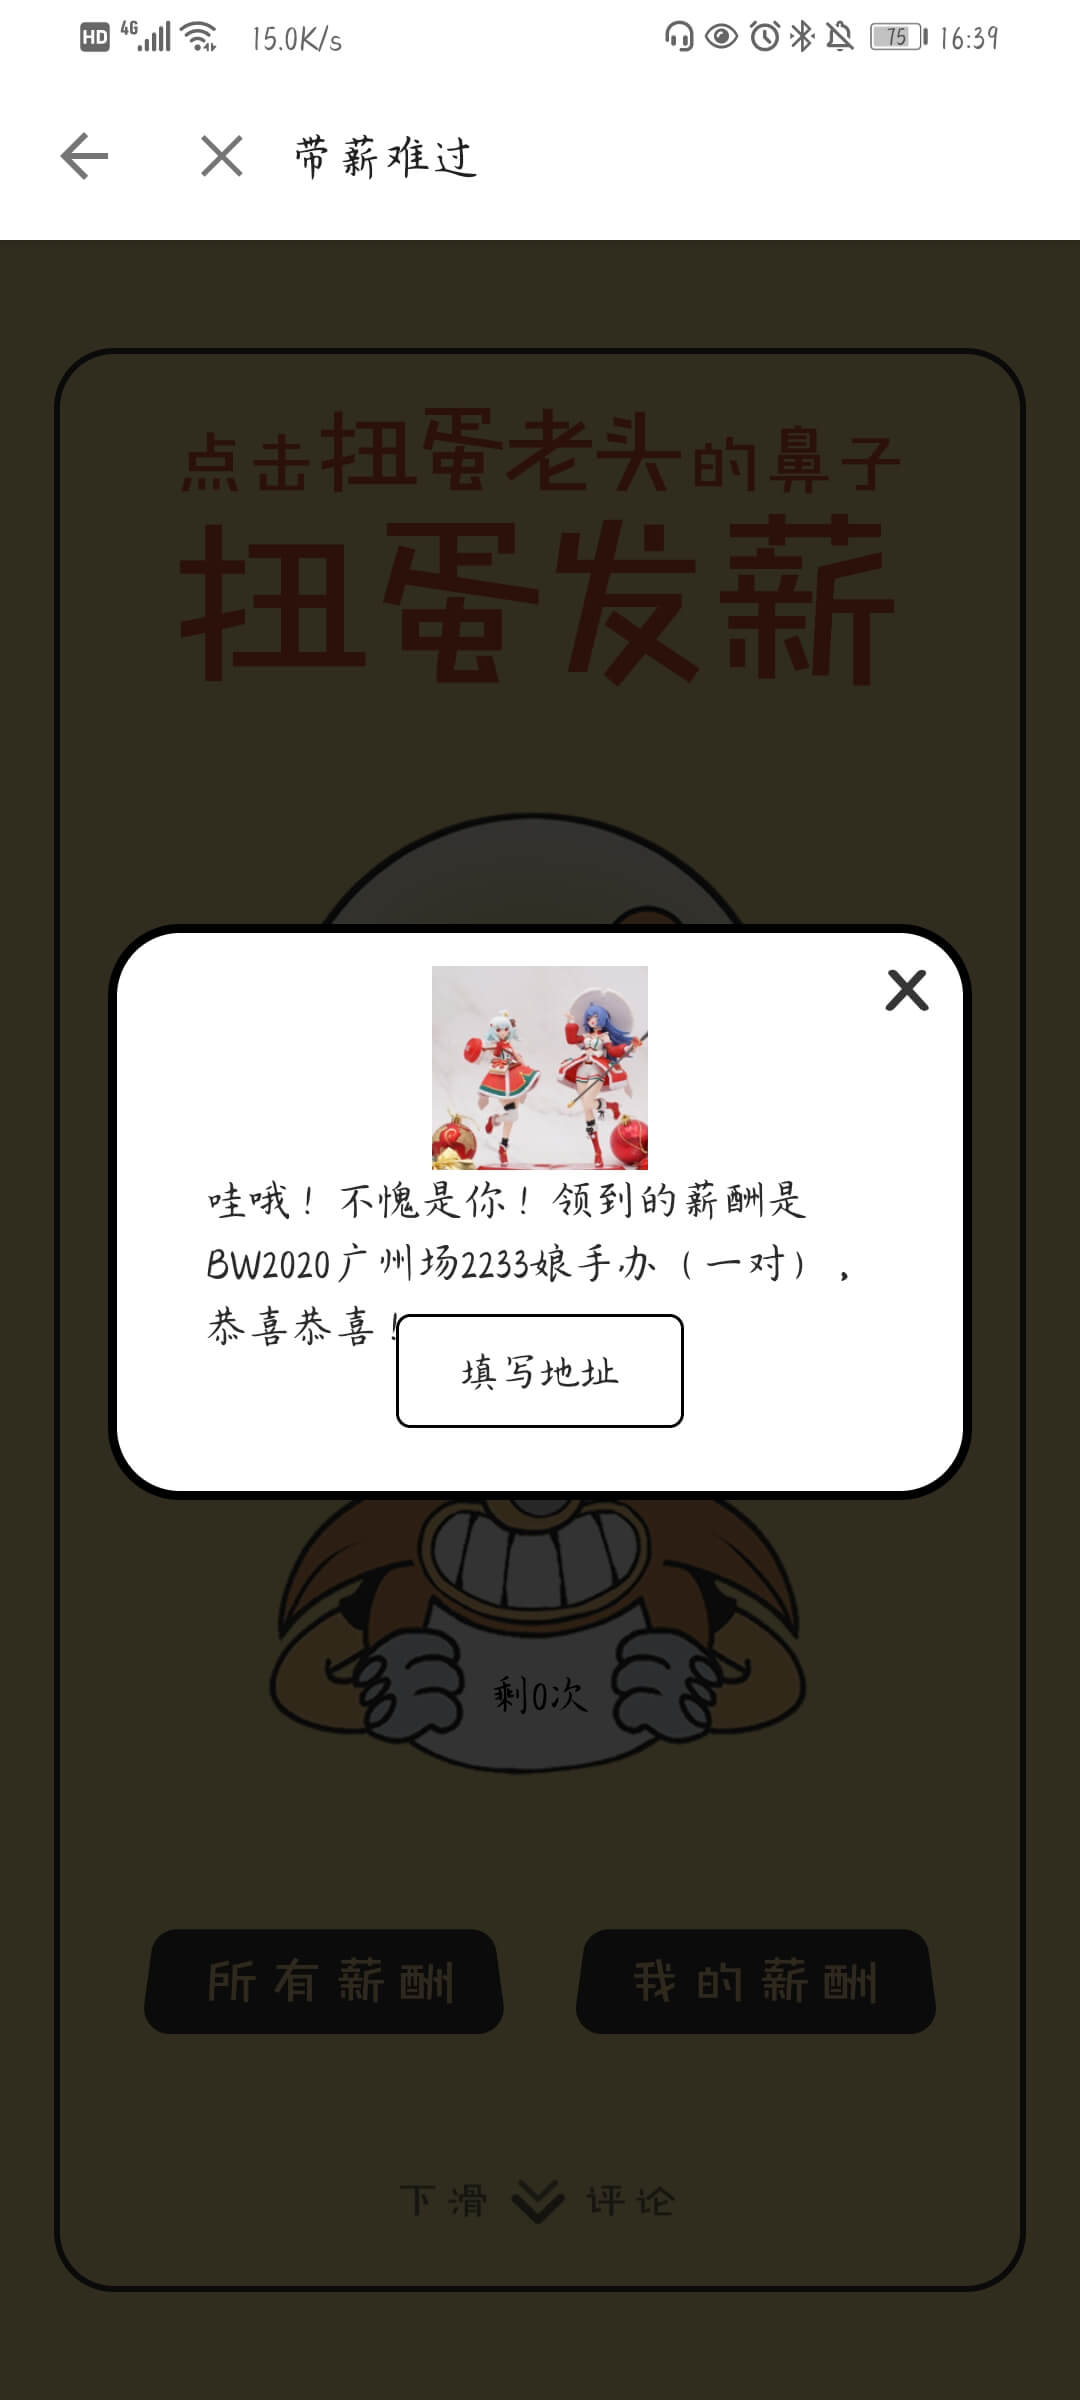 HD 4G 15.0K/s 75 16:39
带薪难过
点击扭蛋老头的鼻子
扭蛋发薪
哇哦！不愧是你！领到的薪酬是
BW2020广州场2233娘手办（一对），
恭喜恭喜！
填写地址
剩0次
所有薪酬 我的薪酬
下滑 评论